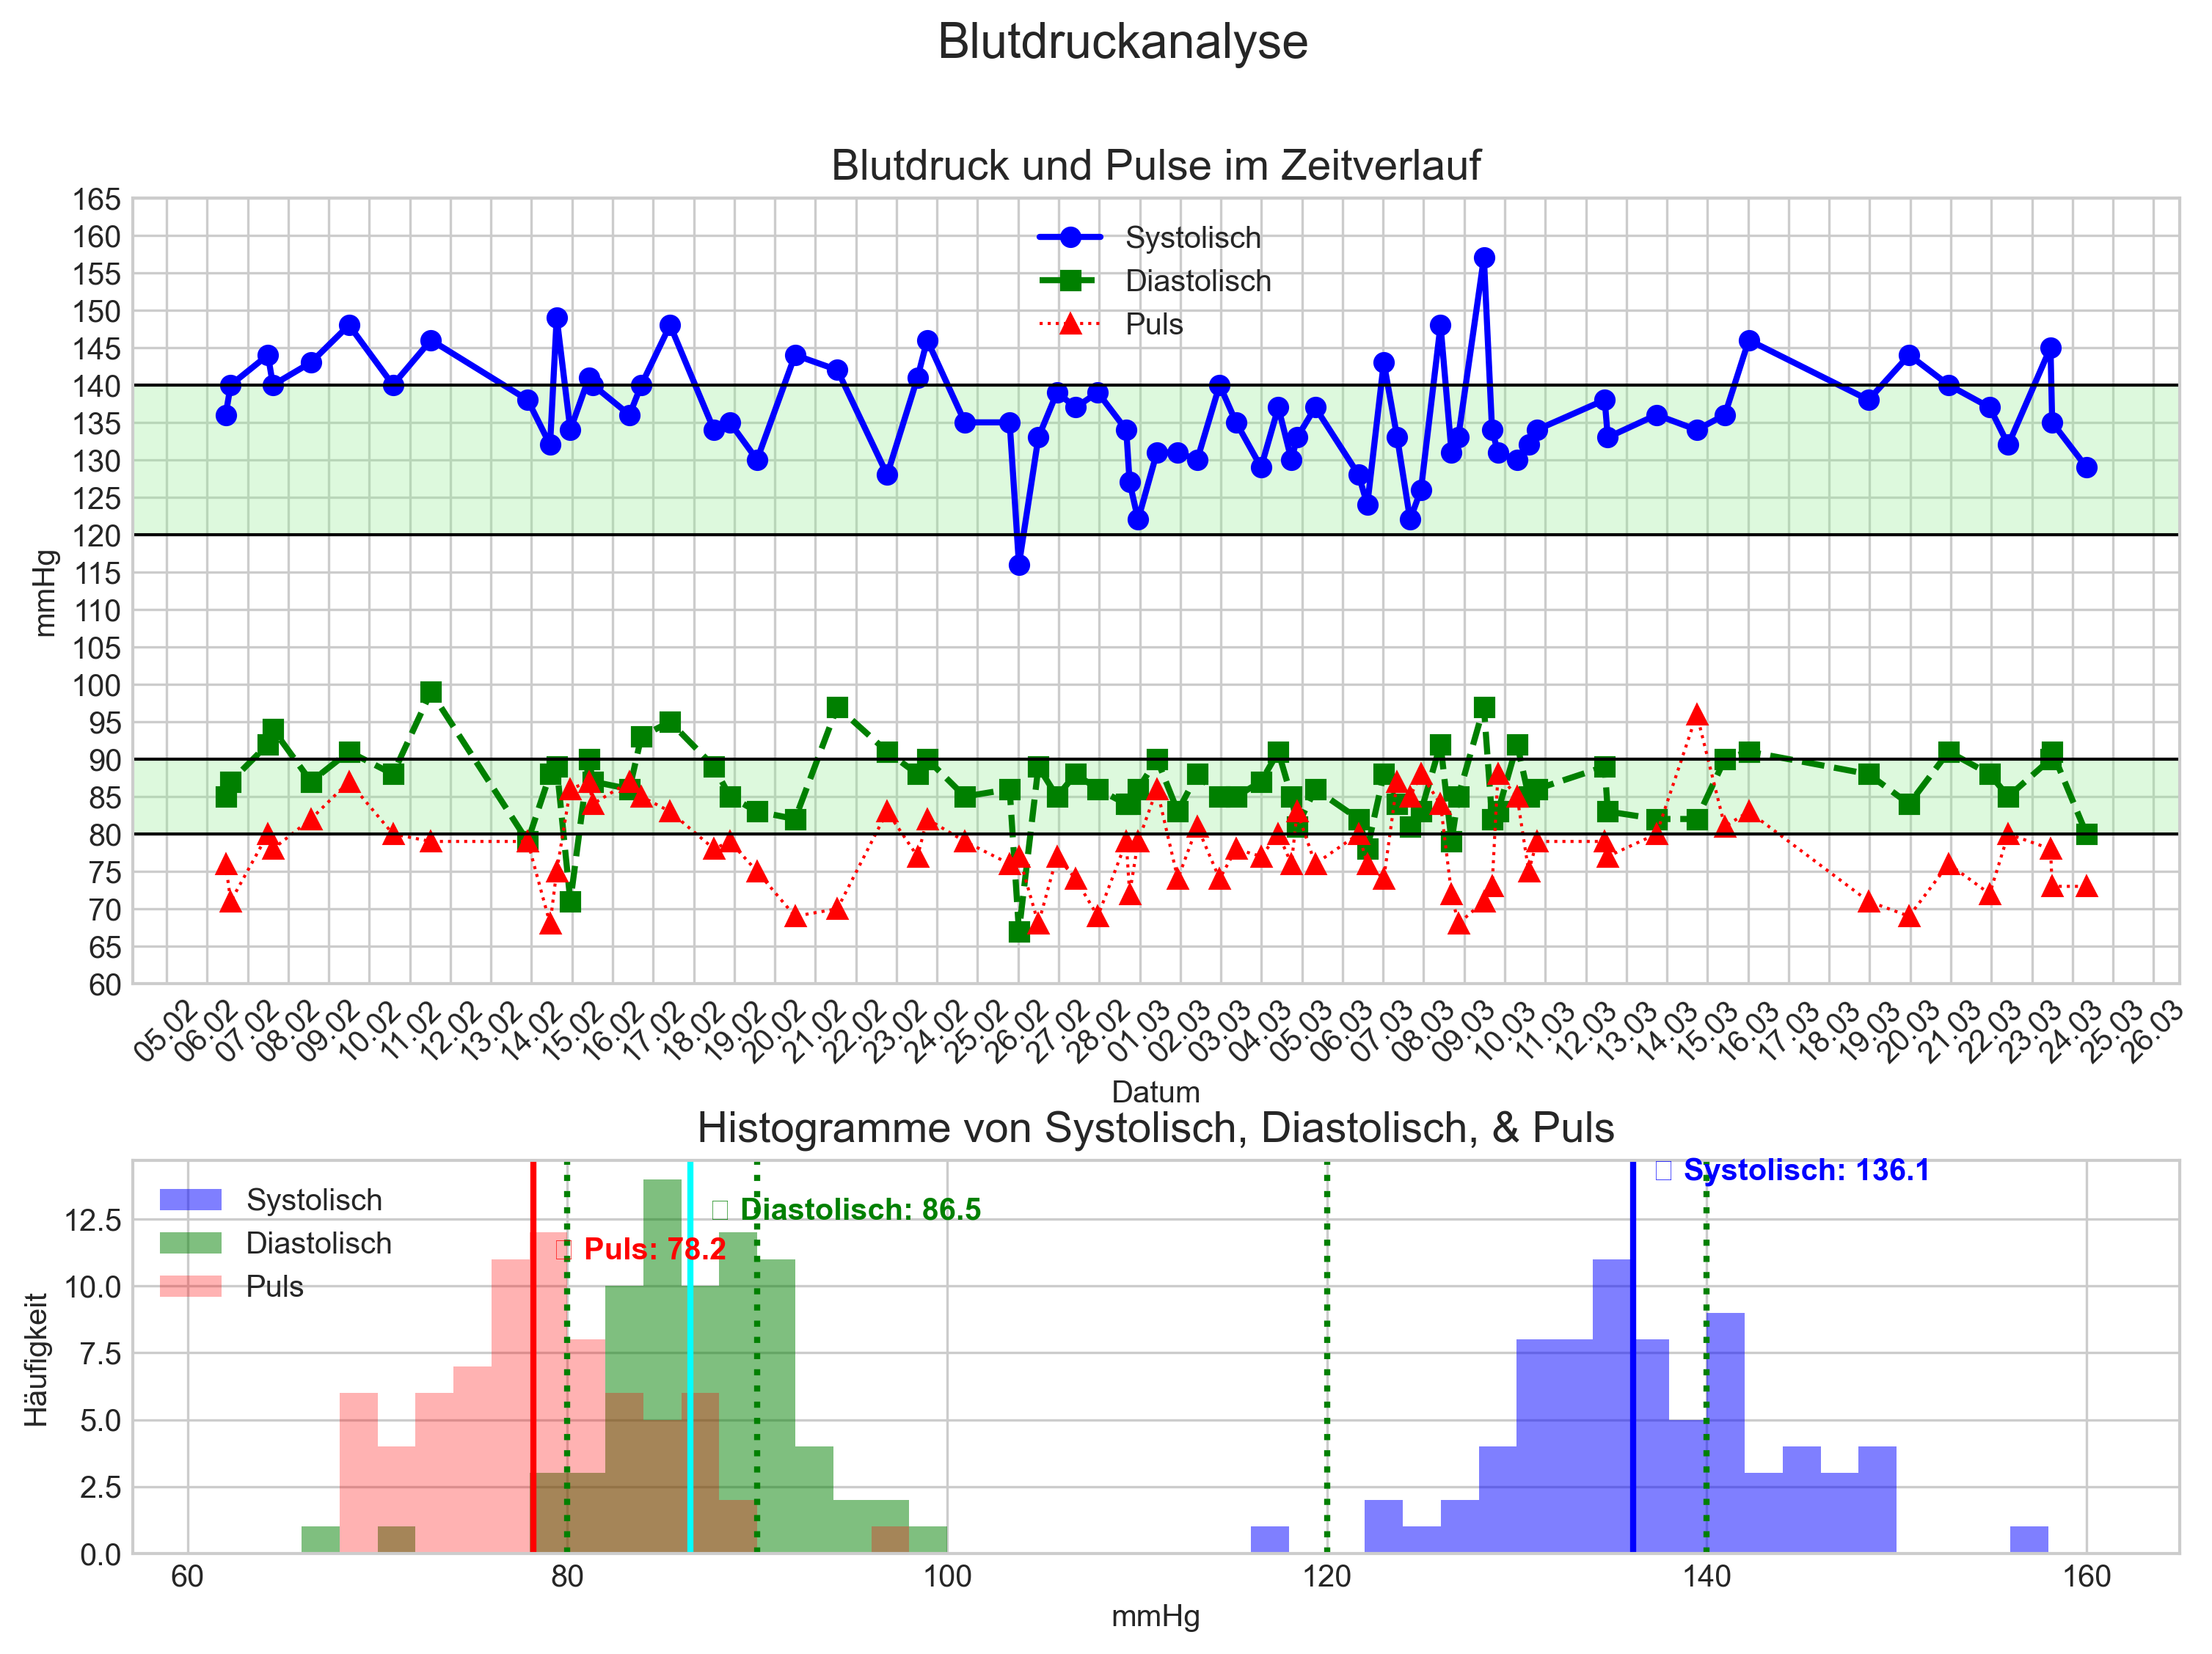 Blutdruckanalyse
Blutdruck und Pulse im Zeitverlauf
165
160
155
150
145
140
135
130
125
120
115
110
105
100
95
90
85
80
75
70
65
60
mmHg
Systolisch
Diastolisch
Puls
05.02 06.02 07.02 08.02 09.02 10.02 11.02 12.02 13.02 14.02 15.02 16.02 17.02 18.02 19.02 20.02 21.02 22.02 23.02 24.02 25.02 26.02 27.02 28.02 01.03 02.03 03.03 04.03 05.03 06.03 07.03 08.03 09.03 10.03 11.03 12.03 13.03 14.03 15.03 16.03 17.03 18.03 19.03 20.03 21.03 22.03 23.03 24.03 25.03 26.03
Datum
Histogramme von Systolisch, Diastolisch, & Puls
Systolisch
Diastolisch
Puls
□ Systolisch: 136.1
□ Diastolisch: 86.5
□ Puls: 78.2
12.5
10.0
7.5
5.0
2.5
0.0
Häufigkeit
60 80 100 120 140 160
mmHg